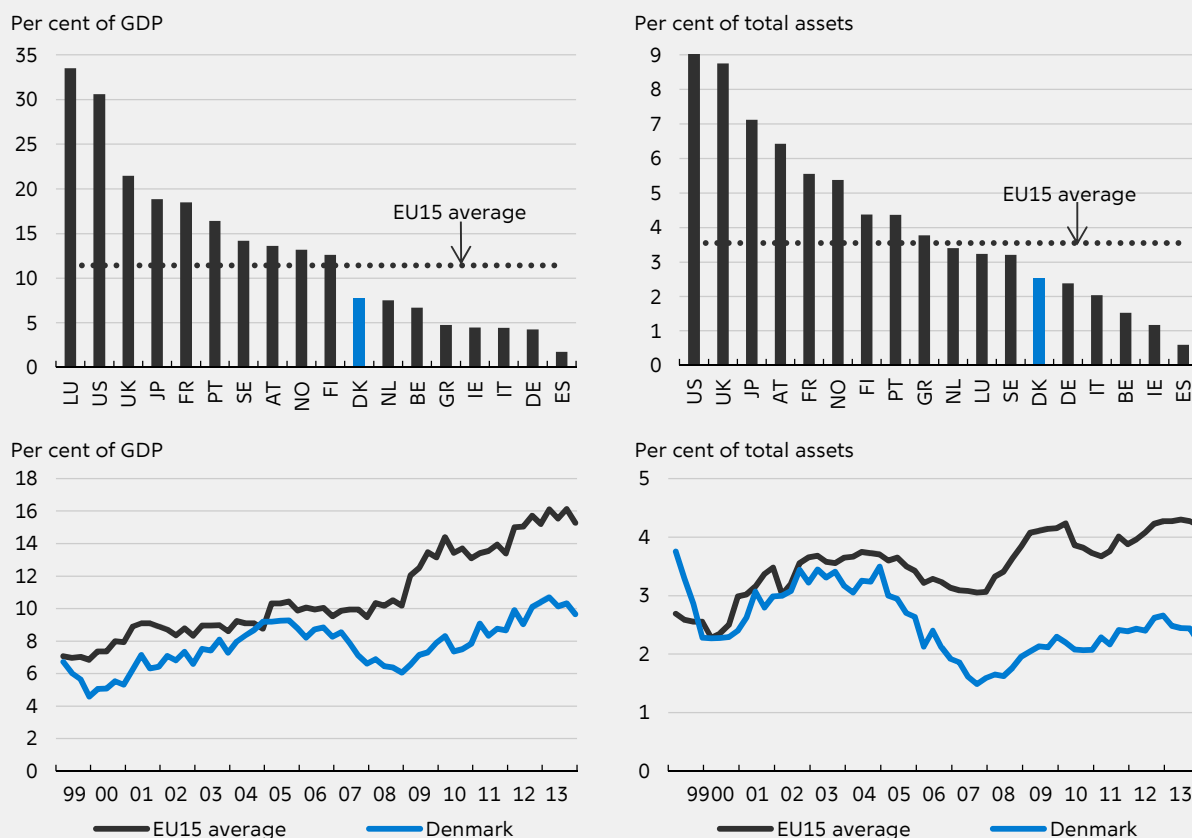 Per cent of GDP
35
30
25
20
15
10
5
0
EU15 average
LU US UK JP FR PT SE AT NO FI DK NL BE GR IE IT DE ES
Per cent of total assets
9
8
7
6
5
4
3
2
1
0
EU15 average
US UK JP AT FR NO FI PT GR NL LU SE DK DE IT BE IE ES
Per cent of GDP
18
16
14
12
10
8
6
4
2
0
99 00 01 02 03 04 05 06 07 08 09 10 11 12 13
EU15 average Denmark
Per cent of total assets
5
4
3
2
1
0
9900 01 02 03 04 05 06 07 08 09 10 11 12 13
EU15 average Denmark